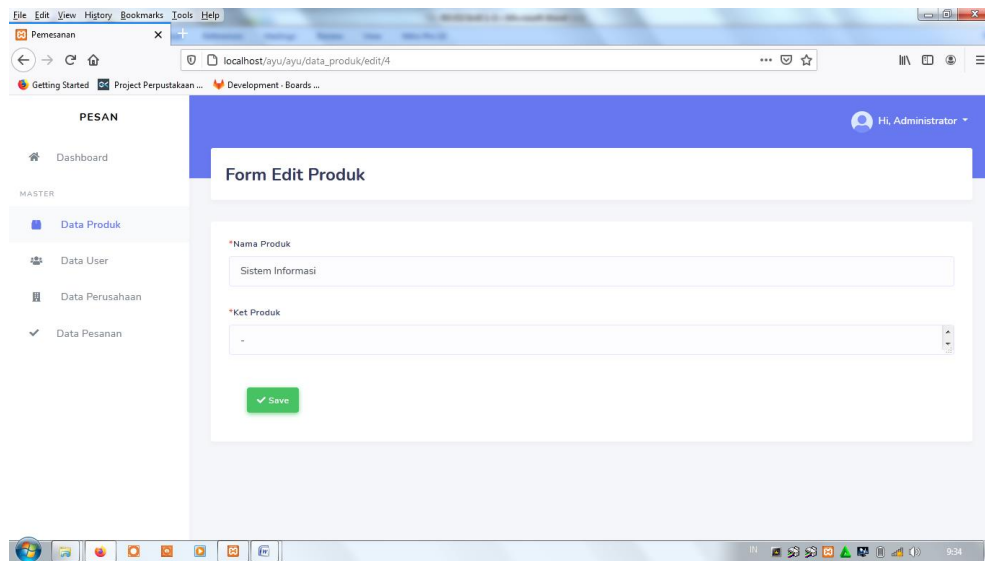 File Edit View History Bookmarks Tools Help
Pemesanan
localhost/ayu/ayu/data_produk/edit/4
Getting Started Project Perpustakaan ... Development - Boards ...
PESAN
Hi, Administrator
Dashboard
Form Edit Produk
MASTER
Data Produk
Data User
Data Perusahaan
Data Pesanan
*Nama Produk
Sistem Informasi
*Ket Produk
-
Save
IN
9:34